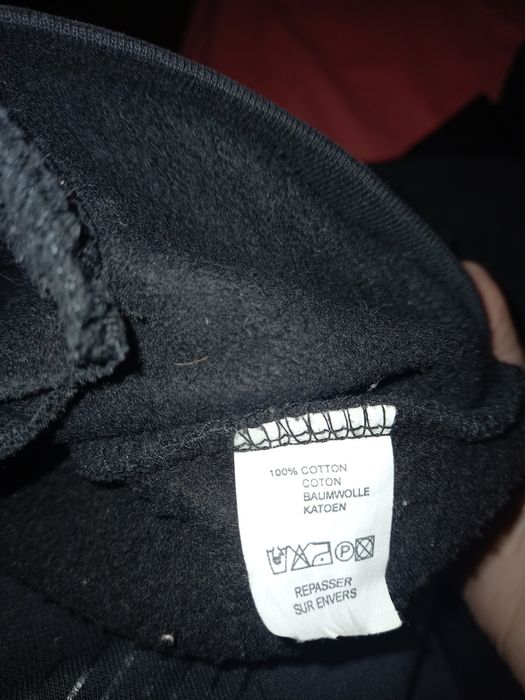 100% COTTON
COTON
BAUMWOLLE
KATOEN
P
REPASSER
SUR ENVERS